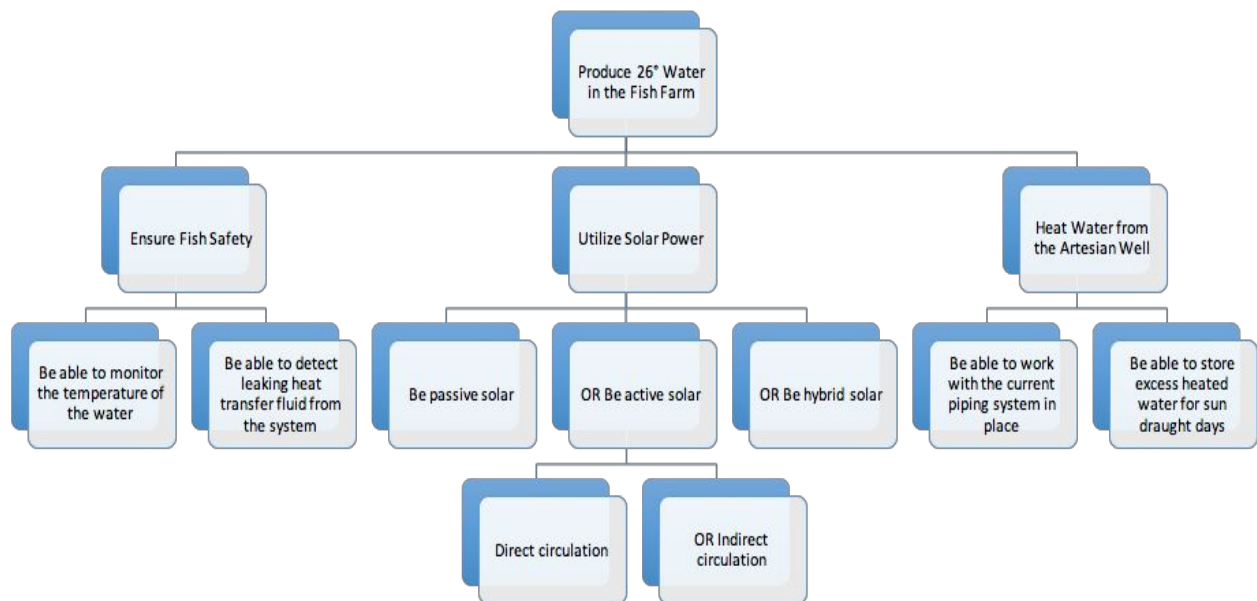 Produce 26° Water
in the Fish Farm
Ensure Fish Safety
Utilize Solar Power
Heat Water from
the Artesian Well
Be able to monitor
the temperature of
the water
Be able to detect
leaking heat
transfer fluid from
the system
Be passive solar
OR Be active solar
OR Be hybrid solar
Be able to work
with the current
piping system in
place
Be able to store
excess heated
water for sun
draught days
Direct circulation
OR Indirect
circulation